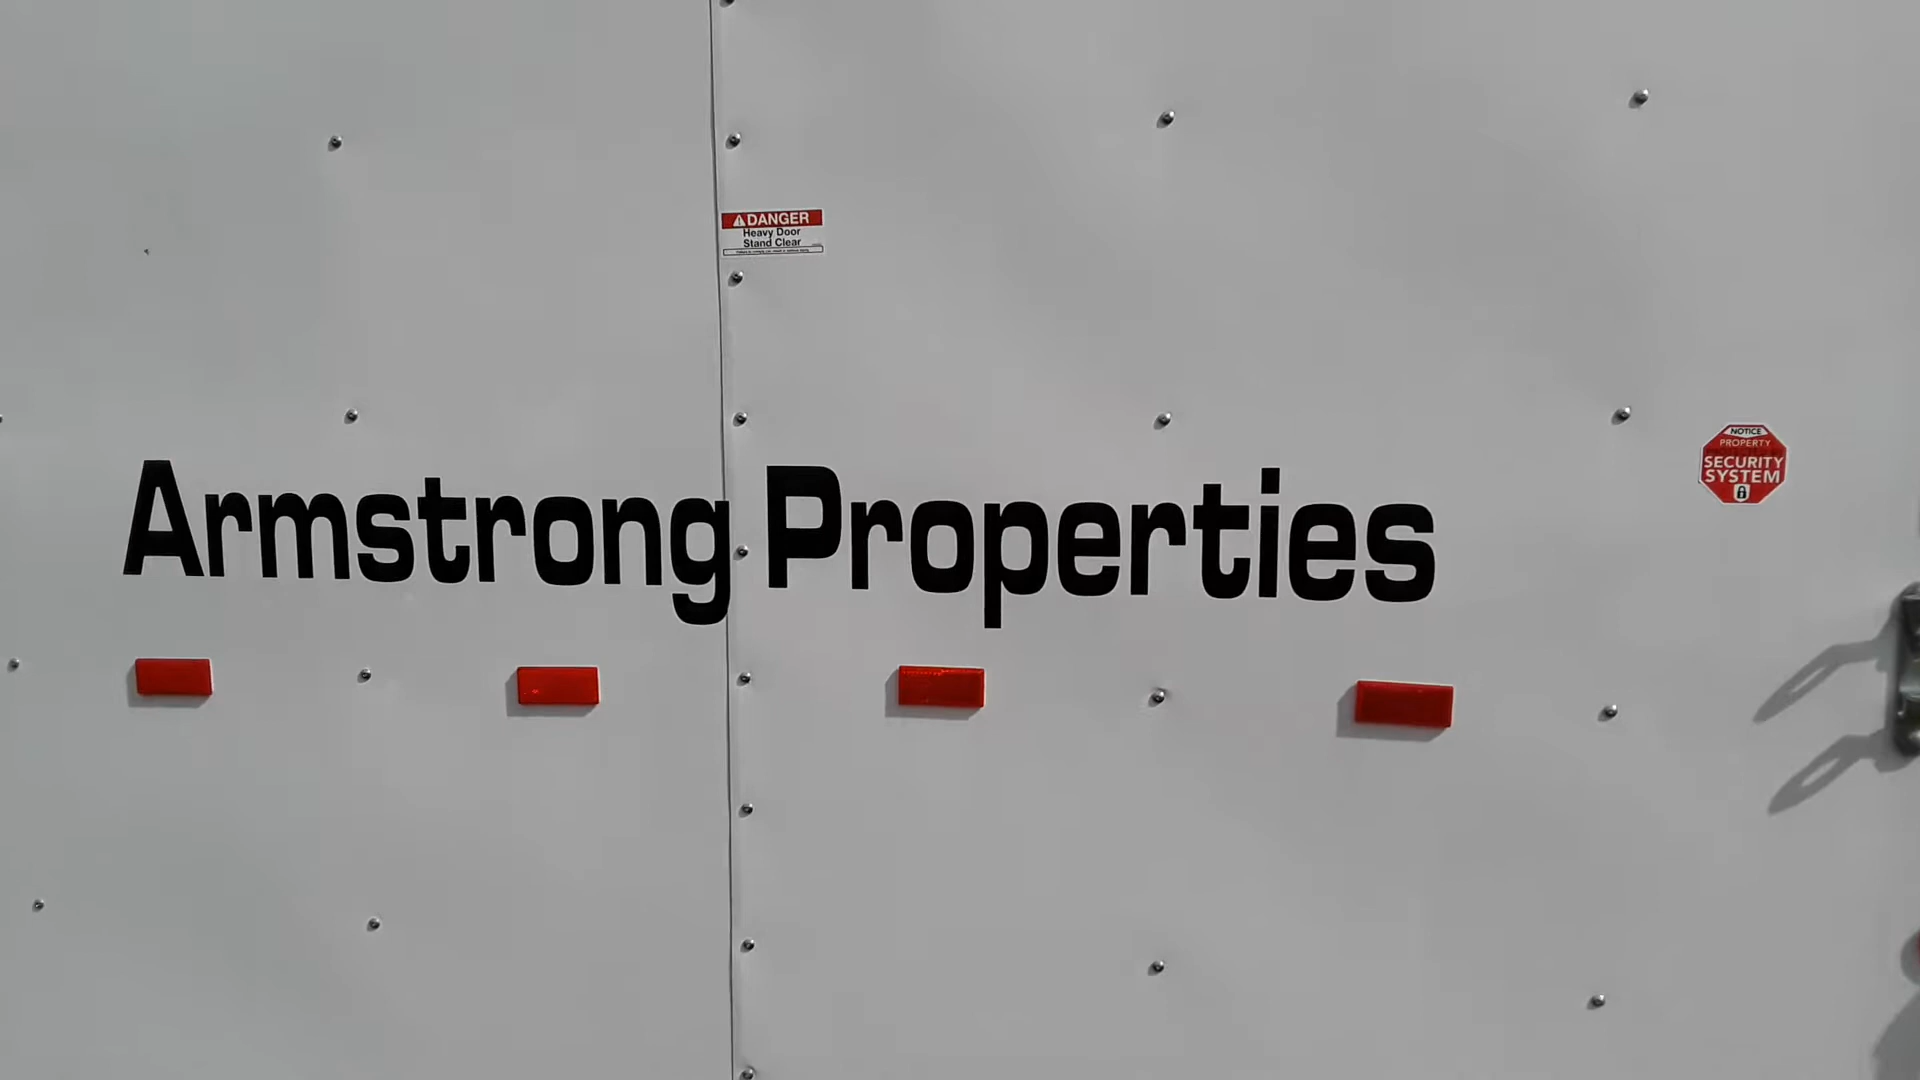 DANGER
Heavy Door
Stand Clear
Armstrong Properties
NOTICE
PROPERTY
SECURITY
SYSTEM